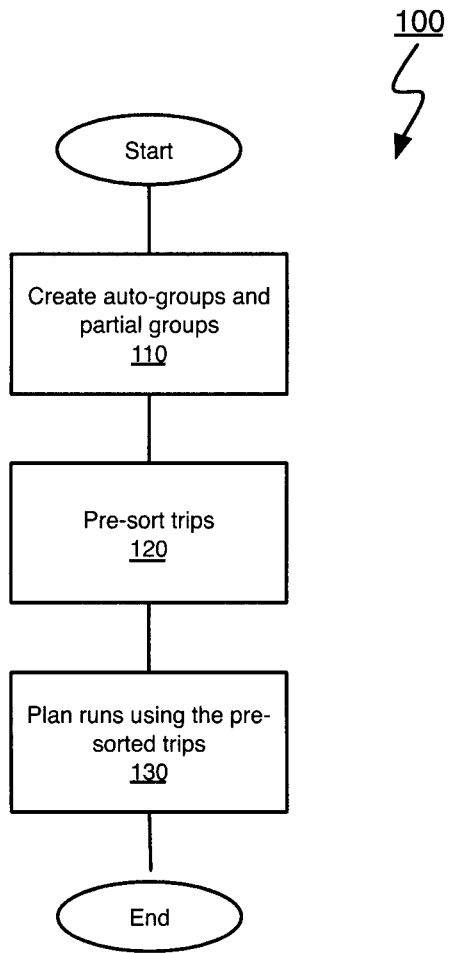 100
Start
Create auto-groups and
partial groups
110
Pre-sort trips
120
Plan runs using the pre-
sorted trips
130
End